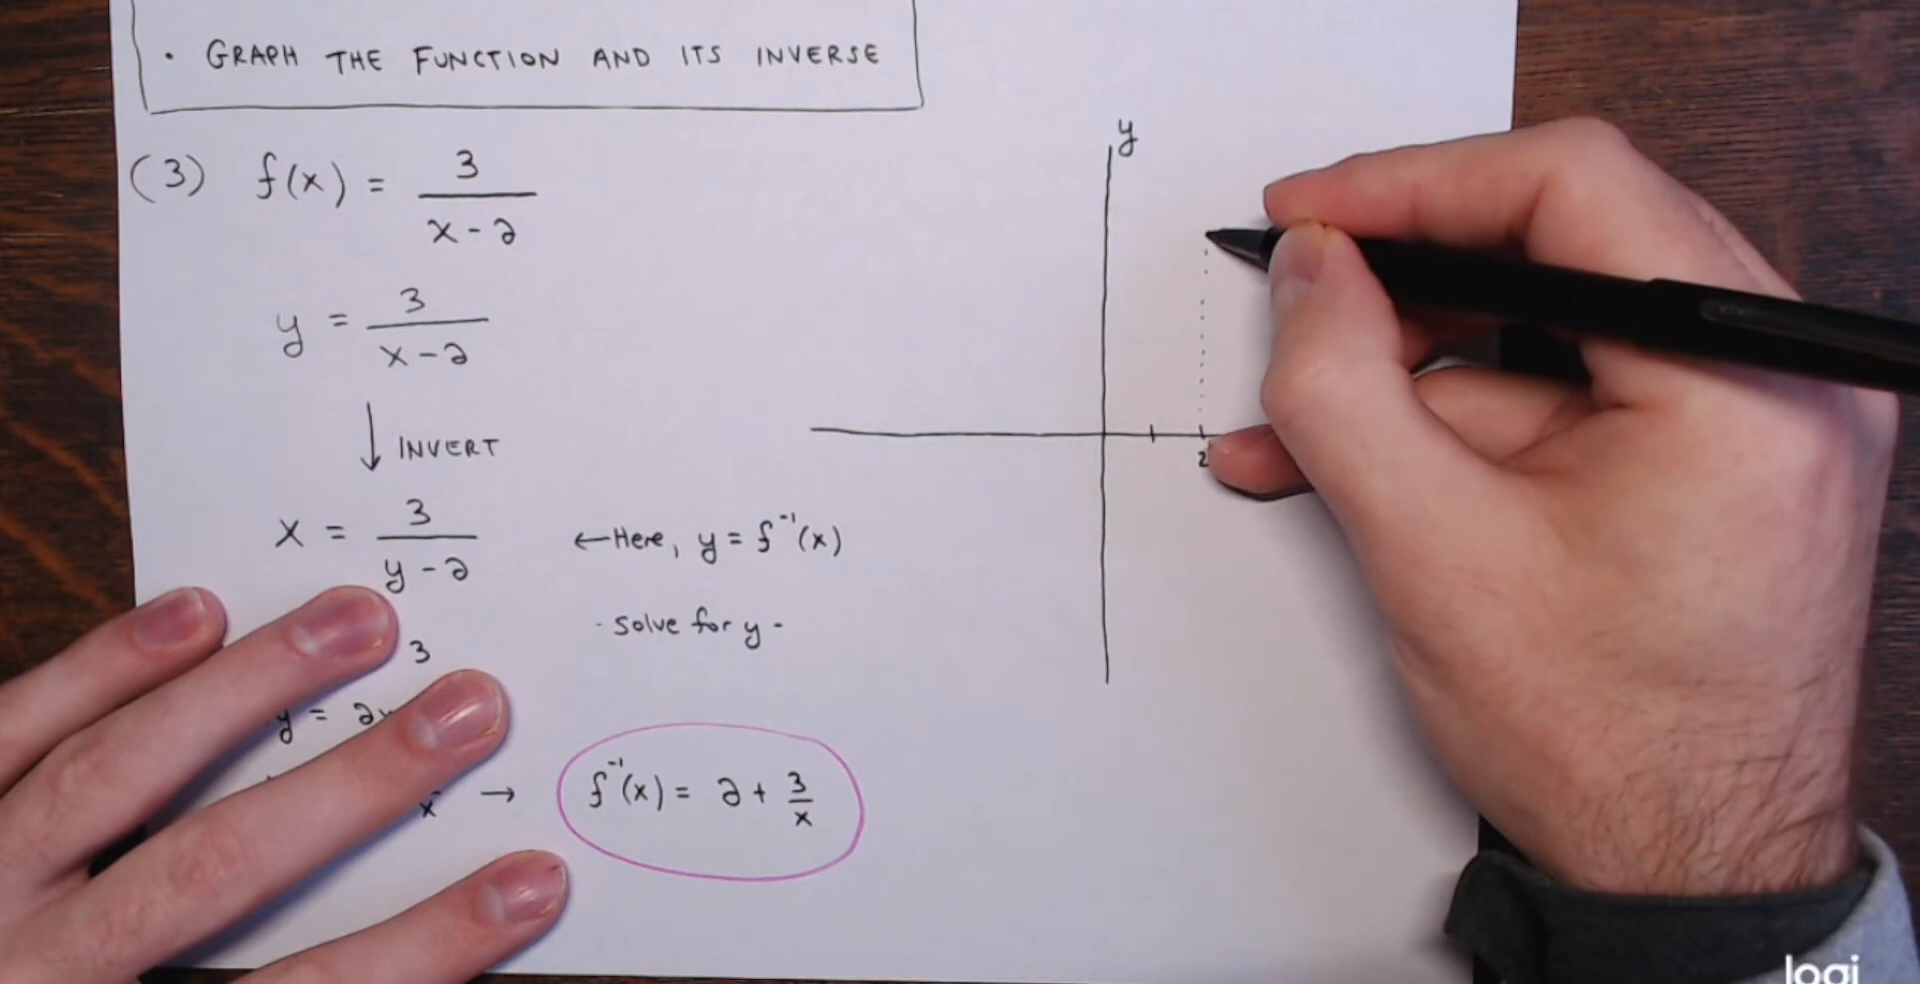 • GRAPH THE FUNCTION AND ITS INVERSE
(3) f(x) = 3/(x-2)
y = 3/(x-2)
↓ INVERT
x = 3/(y-2) ← Here, y = f⁻¹(x)
- solve for y -
3
y = 2
x → f⁻¹(x) = 2 + 3/x
y
2
logi